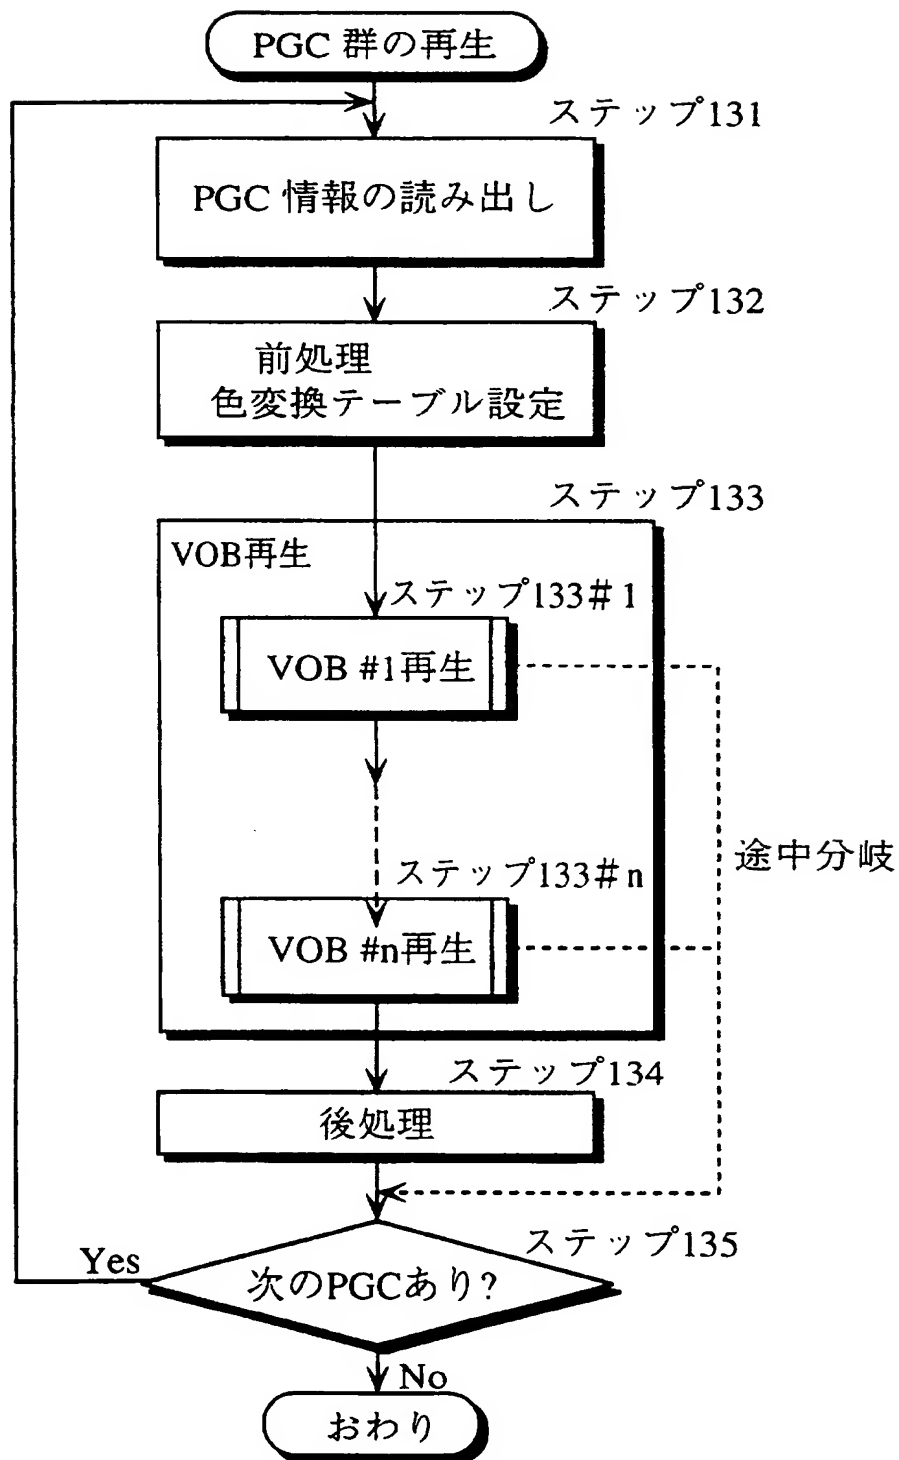 PGC 群の再生
ステップ131
PGC 情報の読み出し
ステップ132
前処理
色変換テーブル設定
ステップ133
VOB再生
ステップ133#1
VOB #1再生
途中分岐
ステップ133#n
VOB #n再生
ステップ134
後処理
ステップ135
Yes
次のPGCあり?
No
おわり